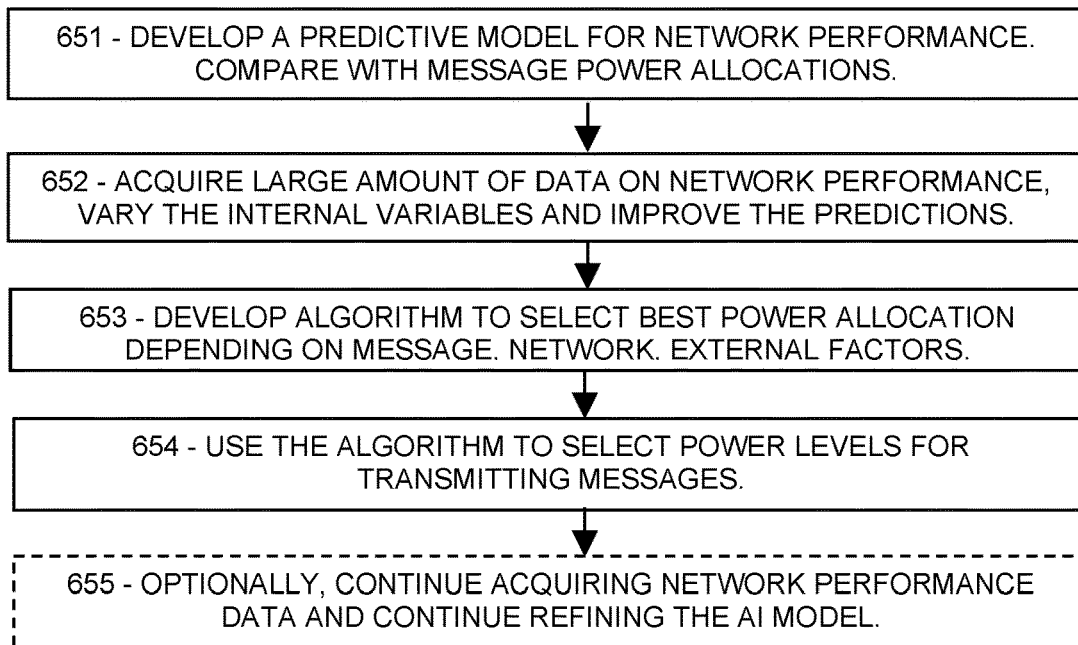 651 - DEVELOP A PREDICTIVE MODEL FOR NETWORK PERFORMANCE.
COMPARE WITH MESSAGE POWER ALLOCATIONS.
652 - ACQUIRE LARGE AMOUNT OF DATA ON NETWORK PERFORMANCE,
VARY THE INTERNAL VARIABLES AND IMPROVE THE PREDICTIONS.
653 - DEVELOP ALGORITHM TO SELECT BEST POWER ALLOCATION
DEPENDING ON MESSAGE. NETWORK. EXTERNAL FACTORS.
654 - USE THE ALGORITHM TO SELECT POWER LEVELS FOR
TRANSMITTING MESSAGES.
655 - OPTIONALLY, CONTINUE ACQUIRING NETWORK PERFORMANCE
DATA AND CONTINUE REFINING THE AI MODEL.